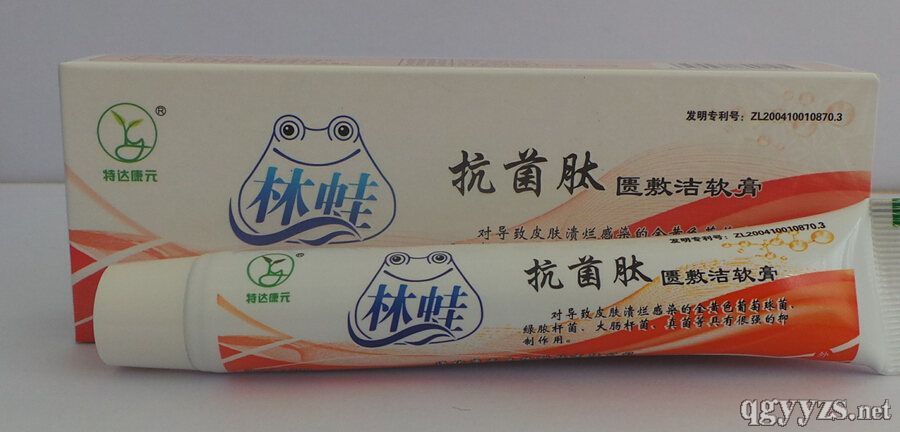 发明专利号：ZL200410010870.3
®
特达康元
林蛙
抗菌肽 匮敷洁软膏
对导致皮肤溃烂感染的金黄色葡
发明专利号：ZL200410010870.3
®
特达康元
林蛙
抗菌肽 匮敷洁软膏
对导致皮肤溃烂感染的金黄色葡萄球菌、
绿脓杆菌、大肠杆菌、真菌等具有很强的抑
制作用。
qgyyzs.net